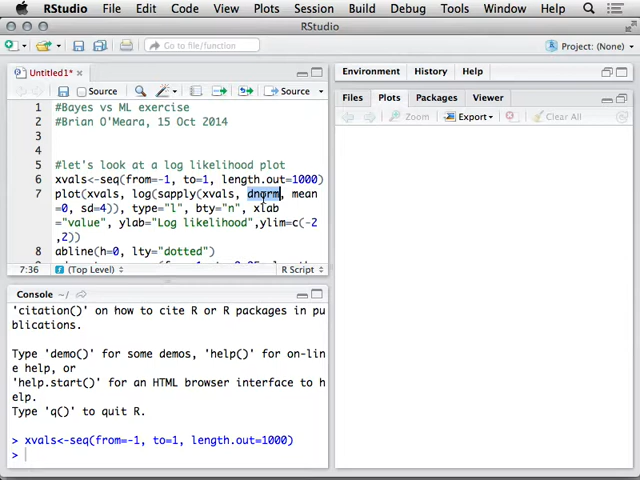 RStudio File Edit Code View Plots Session Build Debug Tools Window Help
RStudio
Go to file/function
Project: (None)
Untitled1*
Source
Source
1 #Bayes vs ML exercise
2 #Brian O'Meara, 15 Oct 2014
3
4
5 #let's look at a log likelihood plot
6 xvals<-seq(from=-1, to=1, length.out=1000)
7 plot(xvals, log(sapply(xvals, dnorm, mean
=0, sd=4)), type="l", bty="n", xlab
="value", ylab="Log likelihood",ylim=c(-2
,2))
8 abline(h=0, lty="dotted")
7:36 (Top Level) R Script
Console ~/
'citation()' on how to cite R or R packages in pu
blications.
Type 'demo()' for some demos, 'help()' for on-lin
e help, or
'help.start()' for an HTML browser interface to h
elp.
Type 'q()' to quit R.
> xvals<-seq(from=-1, to=1, length.out=1000)
>
Environment History Help
Files Plots Packages Viewer
Zoom Export Clear All